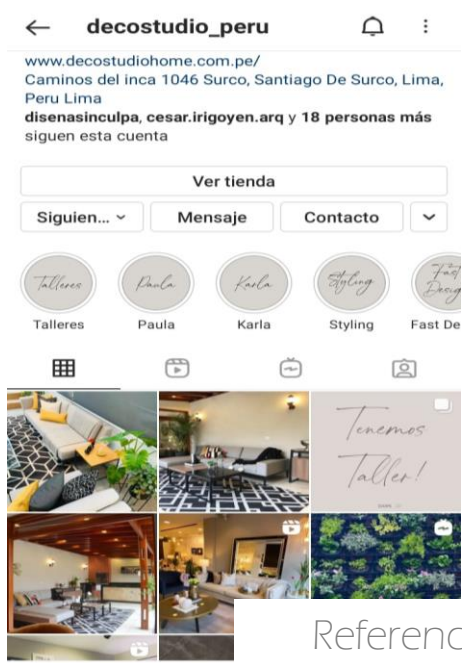 decostudio_peru
www.decostudiohome.com.pe/
Caminos del inca 1046 Surco, Santiago De Surco, Lima,
Peru Lima
disenasinculpa, cesar.irigoyen.arq y 18 personas más
siguen esta cuenta
Ver tienda
Siguien...
Mensaje
Contacto
Talleres
Paula
Karla
Styling
Fast
Desig
Talleres
Paula
Karla
Styling
Fast De
Tenemos
Taller!
Referenc